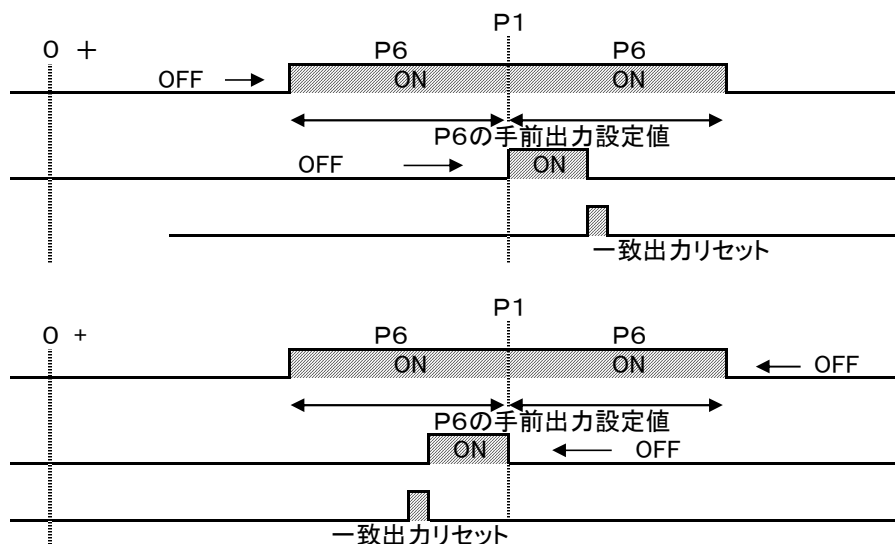 P1
0 +
P6 P6
OFF ON ON
P6の手前出力設定値
OFF ON
一致出力リセット
P1
0 +
P6 P6
ON ON OFF
P6の手前出力設定値
ON OFF
一致出力リセット